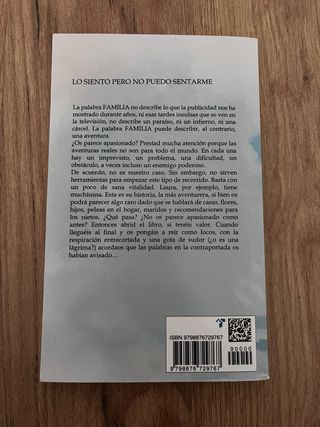 LO SIENTO PERO NO PUEDO SENTARME
La palabra FAMILIA no describe lo que la publicidad nos
ha mostrado durante años, ni esas tardes insulsas que se ven en
la televisión, no describe un paraíso, ni un infierno, ni una
cárcel. La palabra FAMILIA puede describir, al contrario,
una aventura.
¿Os parece apasionado? Prestad mucha atención porque las
aventuras reales no son para todo el mundo. En cada una
hay un imprevisto, un problema, una dificultad, un
obstáculo, a veces incluso un enemigo poderoso.
De acuerdo, no es nuestro caso. Sin embargo, no sirven
herramientas para empezar este tipo de recorrido. Basta con
un poco de sana vitalidad. Laura, por ejemplo, tiene
muchísima. Esta es su historia, la más aventurera, si bien os
podrá parecer algo raro dado que se hablará de casas, flores,
hijos, peleas en el hogar, maridos y recomendaciones para
los nietos. ¿Qué pasa? ¿No os parece apasionado como
antes? Entonces abrid el libro, si tenéis valor. Cuando
lleguéis al final y os pongáis a reír como locos, con la
respiración entrecortada y una gota de sudor (¿o es una
lágrima?) acordaos que las palabras en la contraportada os
habían avisado…
ISBN 9798876729767
90000
9 798876 729767